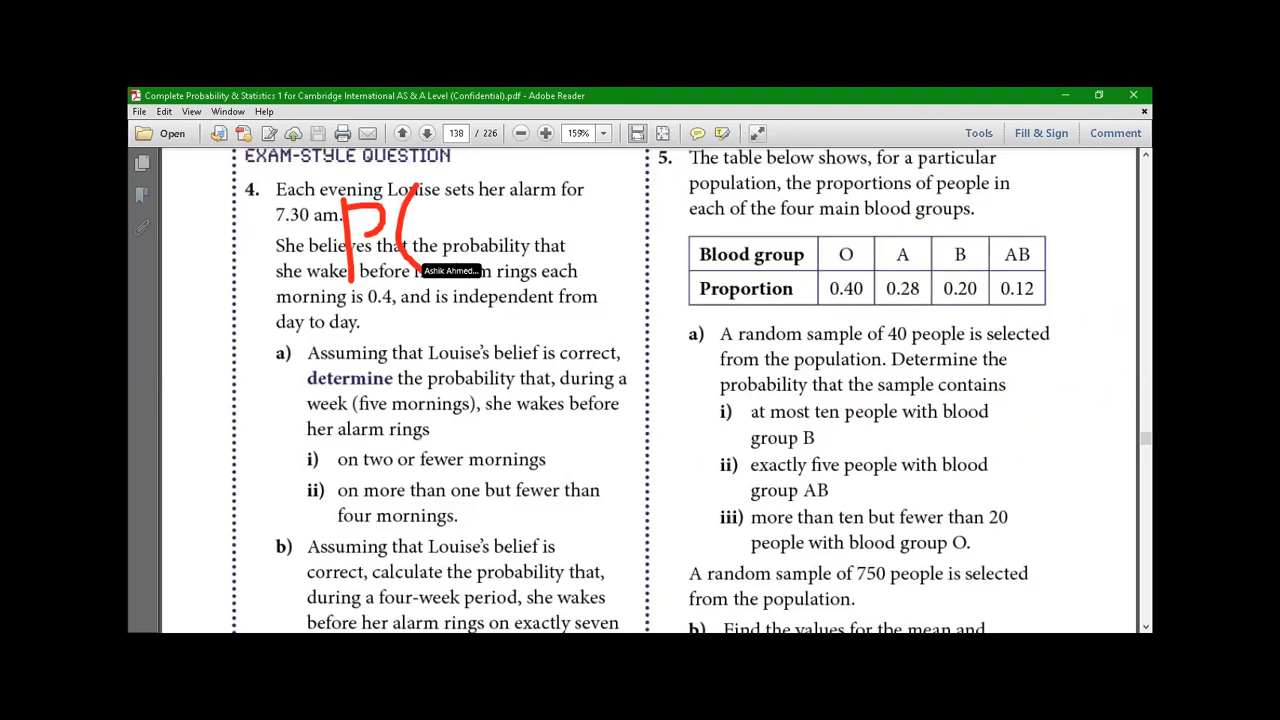 Complete Probability & Statistics 1 for Cambridge International AS & A Level (Confidential).pdf - Adobe Reader
File Edit View Window Help
Open 138 / 226 159% Tools Fill & Sign Comment
EXAM-STYLE QUESTION
4. Each evening Louise sets her alarm for
7.30 am.
P(
She believes that the probability that
she wakes before rings each
Ashik Ahmed...
morning is 0.4, and is independent from
day to day.
a) Assuming that Louise's belief is correct,
determine the probability that, during a
week (five mornings), she wakes before
her alarm rings
i) on two or fewer mornings
ii) on more than one but fewer than
four mornings.
b) Assuming that Louise's belief is
correct, calculate the probability that,
during a four-week period, she wakes
before her alarm rings on exactly seven
5. The table below shows, for a particular
population, the proportions of people in
each of the four main blood groups.
Blood group O A B AB
Proportion 0.40 0.28 0.20 0.12
a) A random sample of 40 people is selected
from the population. Determine the
probability that the sample contains
i) at most ten people with blood
group B
ii) exactly five people with blood
group AB
iii) more than ten but fewer than 20
people with blood group O.
A random sample of 750 people is selected
from the population.
b) Find the values for the mean and